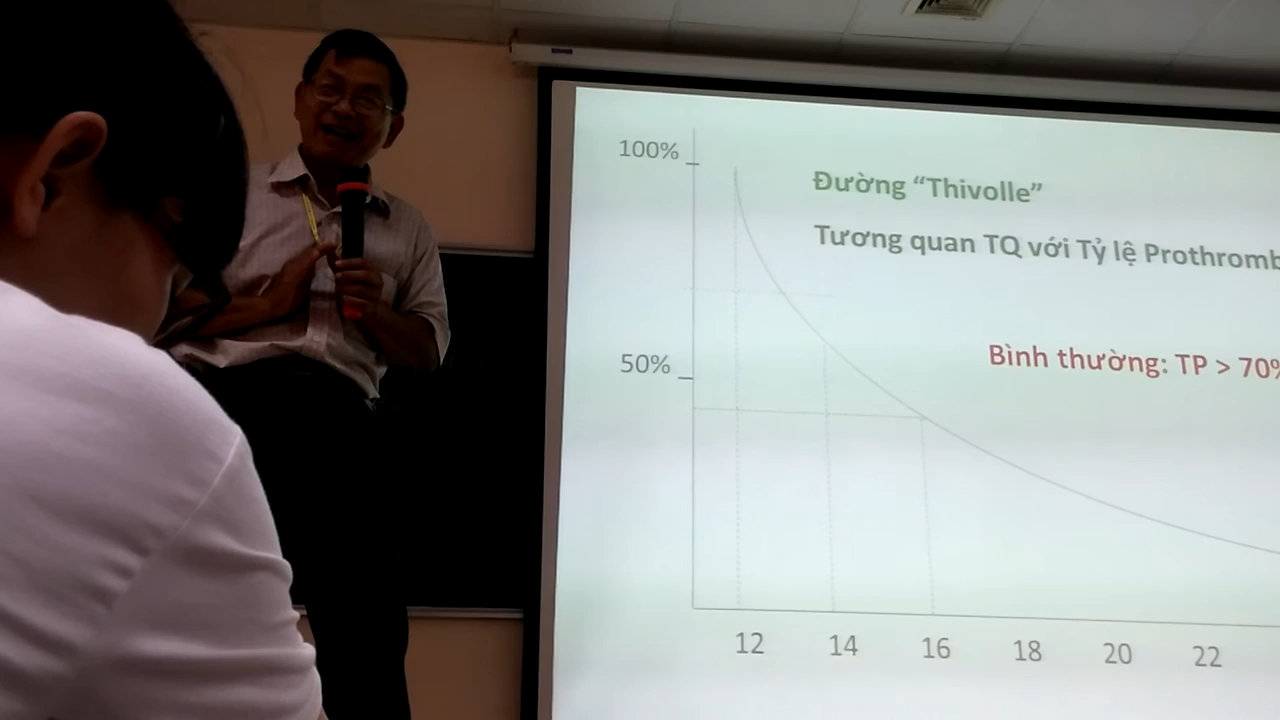 100%
Đường “Thivolle”
Tương quan TQ với Tỷ lệ Prothromb
50%
Bình thường: TP > 70%
12 14 16 18 20 22